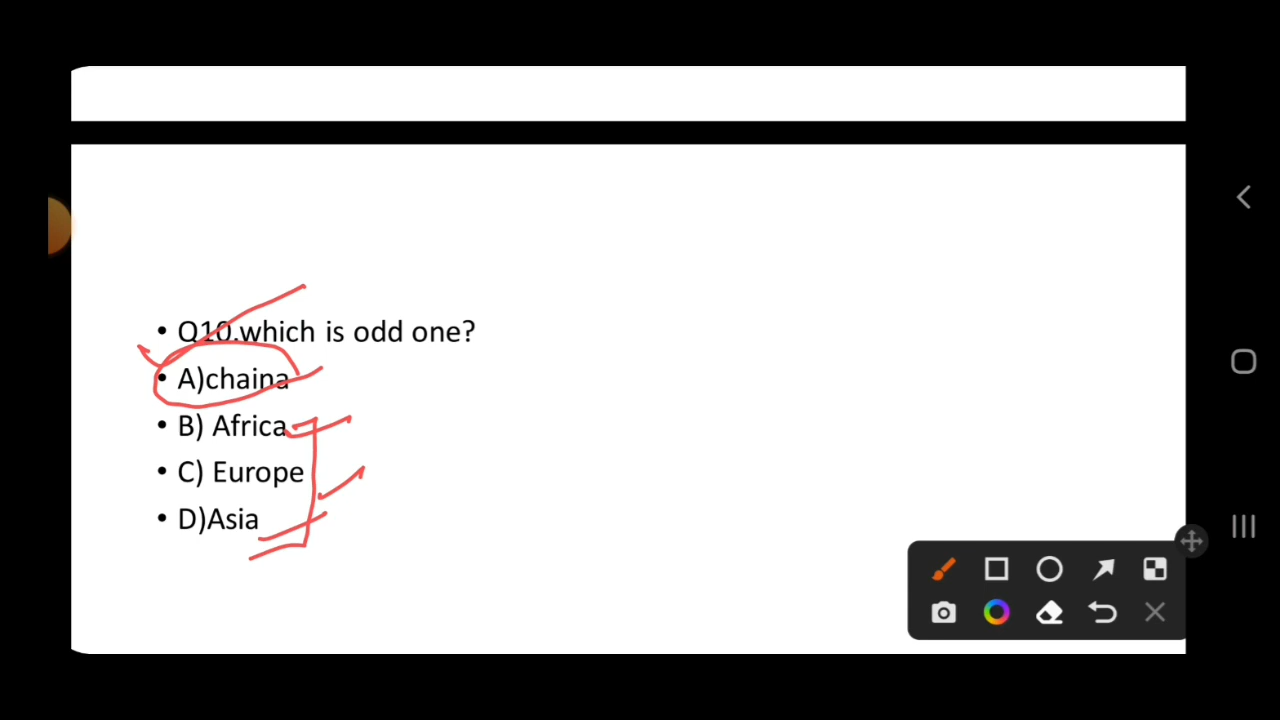 • Q10.which is odd one?
• A)chaina
• B) Africa
• C) Europe
• D)Asia